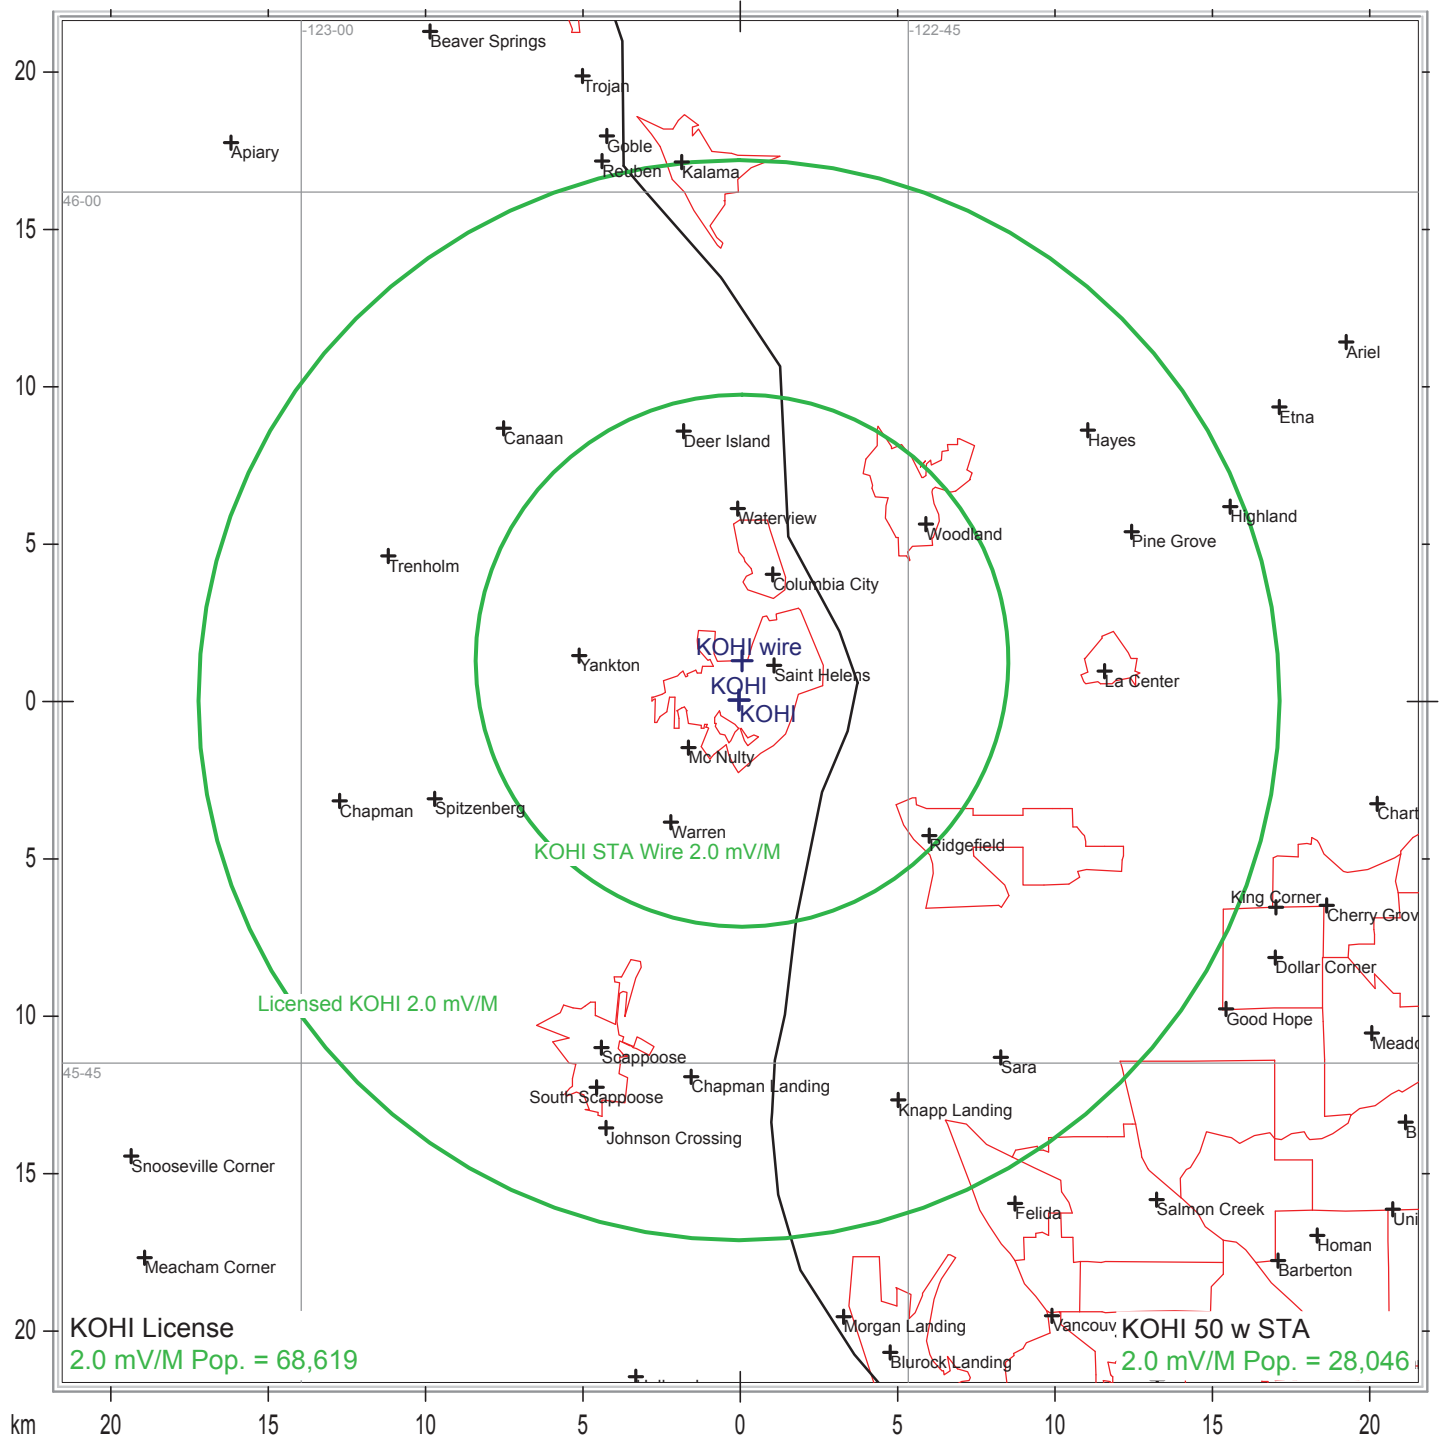 -123-00
-122-45
Beaver Springs
20
Trojan
Goble
Apiary
Reuben
Kalama
46-00
15
Ariel
10
Etna
Canaan
Deer Island
Hayes
Waterview
Highland
Woodland
Pine Grove
5
Trenholm
Columbia City
KOHI wire
Yankton
Saint Helens
La Center
KOHI
0
KOHI
Mc Nulty
Chapman
Spitzenberg
Chart
Warren
Ridgefield
KOHI STA Wire 2.0 mV/M
5
King Corner
Cherry Grov
Dollar Corner
Licensed KOHI 2.0 mV/M
10
Good Hope
Meado
Scappoose
Sara
45-45
Chapman Landing
South Scappoose
Knapp Landing
Johnson Crossing
B
15
Snooseville Corner
Salmon Creek
Felida
Uni
Homan
Meacham Corner
Barberton
20
KOHI License
Morgan Landing
Vancouv
KOHI 50 w STA
2.0 mV/M Pop. = 68,619
Blurock Landing
2.0 mV/M Pop. = 28,046
km
20
15
10
5
0
5
10
15
20